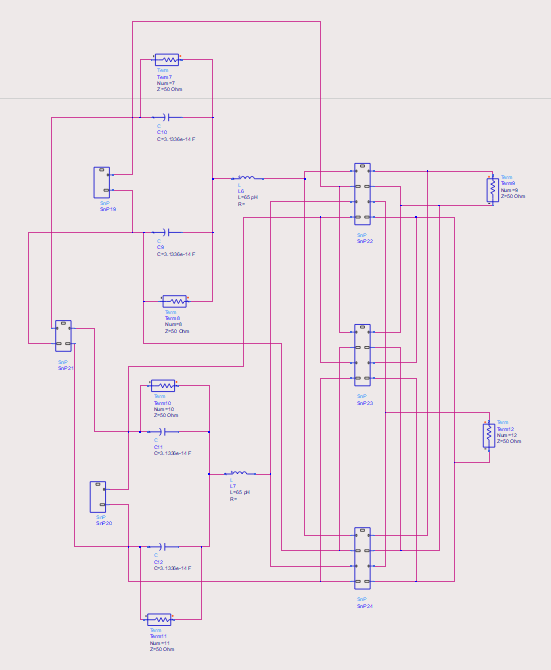 Term
Term7
Num=7
Z=50 Ohm
C
C10
C=3.1336e-14 F
SnP
SnP19
L
L6
L=65 pH
R=
Term
Term9
Num=9
Z=50 Ohm
SnP
SnP22
C
C9
C=3.1336e-14 F
Term
Term8
Num=8
Z=50 Ohm
SnP
SnP21
SnP
SnP23
Term
Term10
Num=10
Z=50 Ohm
Term
Term12
Num=12
Z=50 Ohm
C
C11
C=3.1336e-14 F
L
L7
L=65 pH
R=
SnP
SnP20
C
C12
C=3.1336e-14 F
SnP
SnP24
Term
Term11
Num=11
Z=50 Ohm